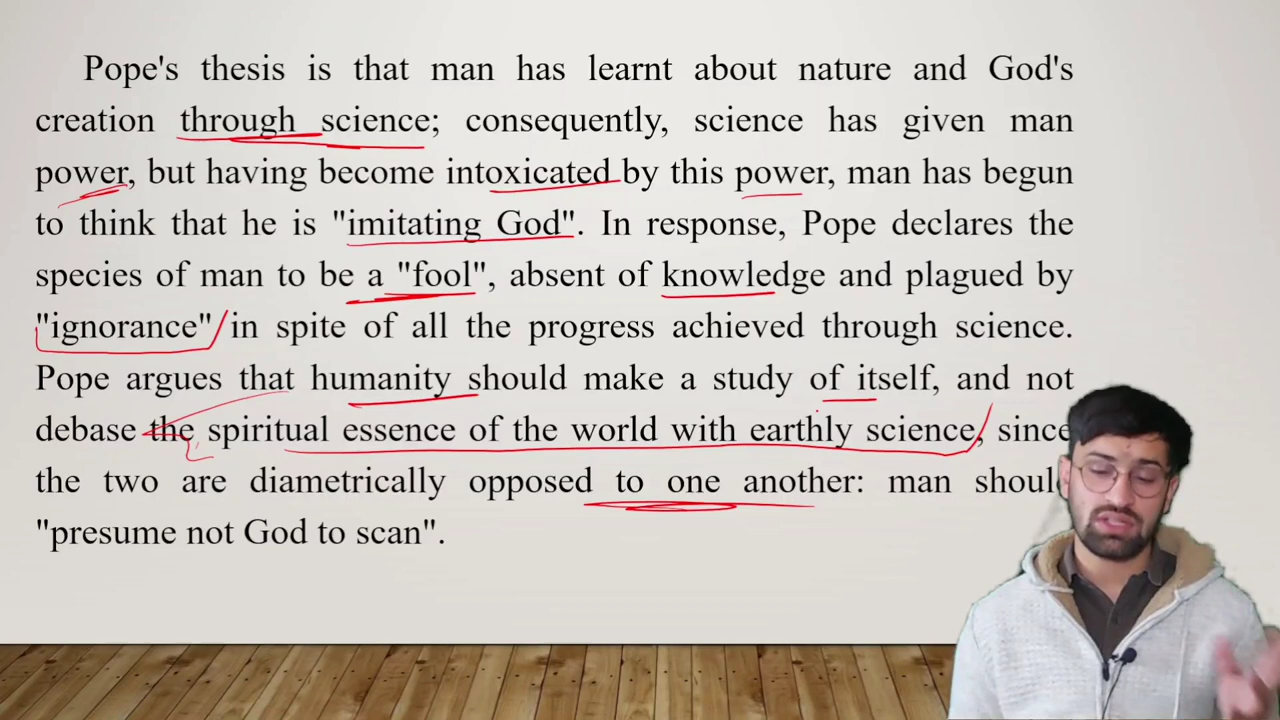 Pope's thesis is that man has learnt about nature and God's
creation through science; consequently, science has given man
power, but having become intoxicated by this power, man has begun
to think that he is "imitating God". In response, Pope declares the
species of man to be a "fool", absent of knowledge and plagued by
"ignorance" in spite of all the progress achieved through science.
Pope argues that humanity should make a study of itself, and not
debase the spiritual essence of the world with earthly science, since
the two are diametrically opposed to one another: man should
"presume not God to scan".